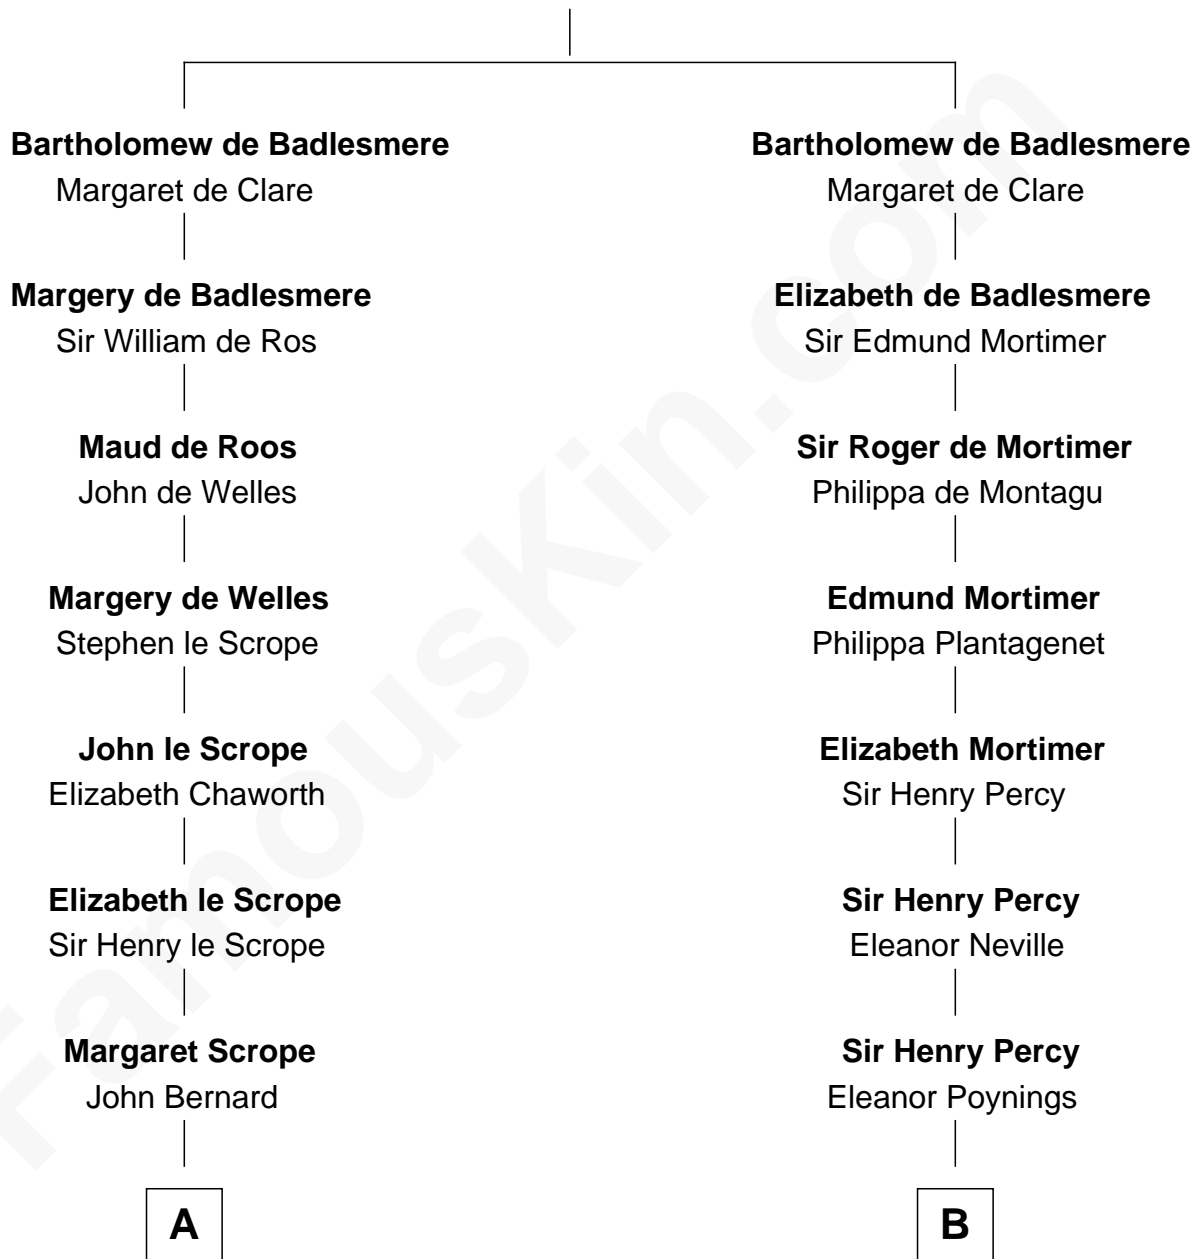 Bartholomew de Badlesmere
Margaret de Clare
Margery de Badlesmere
Sir William de Ros
Maud de Roos
John de Welles
Margery de Welles
Stephen le Scrope
John le Scrope
Elizabeth Chaworth
Elizabeth le Scrope
Sir Henry le Scrope
Margaret Scrope
John Bernard
A
Bartholomew de Badlesmere
Margaret de Clare
Elizabeth de Badlesmere
Sir Edmund Mortimer
Sir Roger de Mortimer
Philippa de Montagu
Edmund Mortimer
Philippa Plantagenet
Elizabeth Mortimer
Sir Henry Percy
Sir Henry Percy
Eleanor Neville
Sir Henry Percy
Eleanor Poynings
B
FamousKin.com